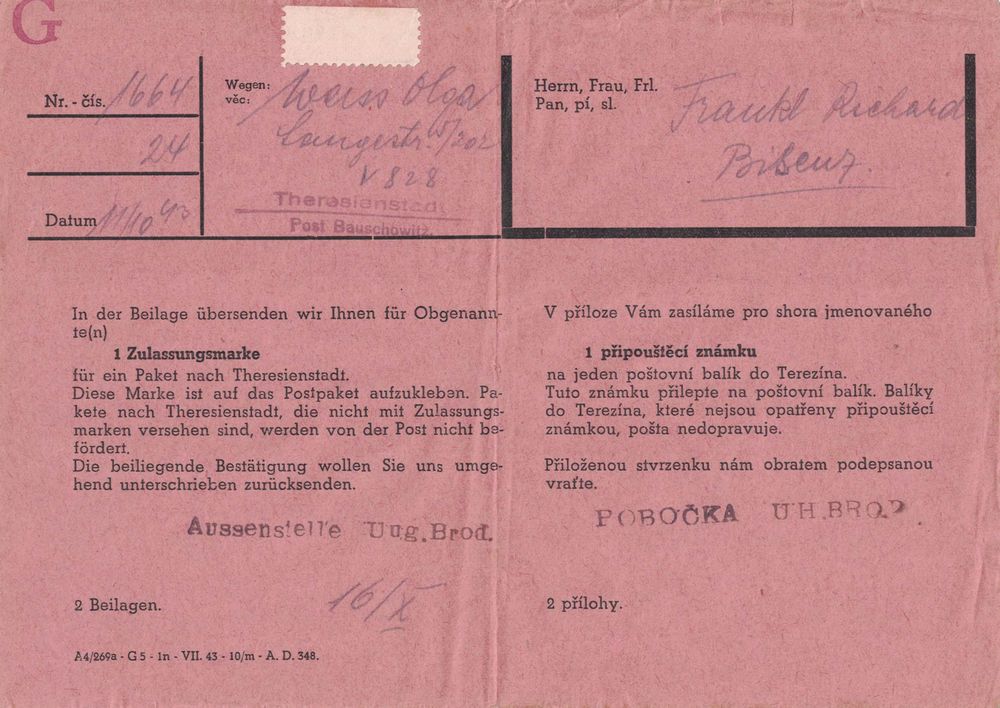 G
Nr. - čís. 1664
24
Datum 11/10 43
Wegen:
věc:
Weiss Olga
Langestr. 5/202
V 828
Theresienstadt
Post Bauschowitz.
Herrn, Frau, Frl.
Pan, pí, sl.
Frankl Richard
Bisenz.
In der Beilage übersenden wir Ihnen für Obgenann-
te(n)
1 Zulassungsmarke
für ein Paket nach Theresienstadt.
Diese Marke ist auf das Postpaket aufzukleben. Pa-
kete nach Theresienstadt, die nicht mit Zulassungs-
marken versehen sind, werden von der Post nicht be-
fördert.
Die beiliegende Bestätigung wollen Sie uns umge-
hend unterschrieben zurücksenden.
Aussenstelle Ung.Brod.
2 Beilagen.
16/X
A4/269a - G 5 - 1n - VII. 43 - 10/m - A. D. 348.
V příloze Vám zasíláme pro shora jmenovaného
1 připouštěcí známku
na jeden poštovní balík do Terezína.
Tuto známku přilepte na poštovní balík. Balíky
do Terezína, které nejsou opatřeny připouštěcí
známkou, pošta nedopravuje.
Přiloženou stvrzenku nám obratem podepsanou
vraťte.
POBOČKA UH.BROD.
2 přílohy.